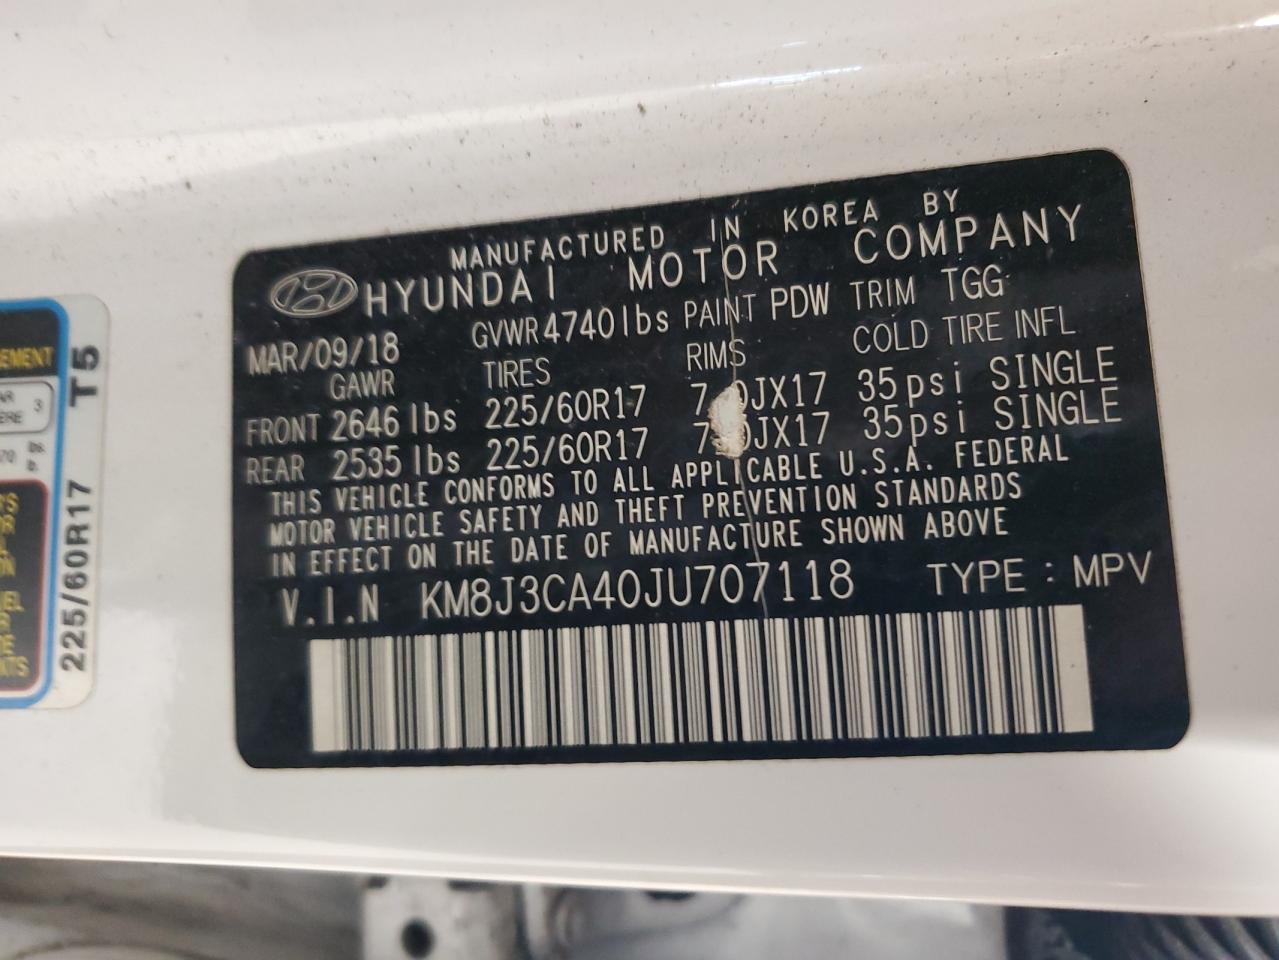 MANUFACTURED IN KOREA BY
HYUNDAI MOTOR COMPANY
MAR/09/18 GVWR 4740lbs PAINT PDW TRIM TGG
GAWR TIRES RIMS COLD TIRE INFL
FRONT 2646 lbs 225/60R17 7.0JX17 35psi SINGLE
REAR 2535 lbs 225/60R17 JX17 35psi SINGLE
THIS VEHICLE CONFORMS TO ALL APPLICABLE U.S.A. FEDERAL
MOTOR VEHICLE SAFETY AND THEFT PREVENTION STANDARDS
IN EFFECT ON THE DATE OF MANUFACTURE SHOWN ABOVE
V.I.N KM8J3CA40JU707118 TYPE : MPV
225/60R17 T5